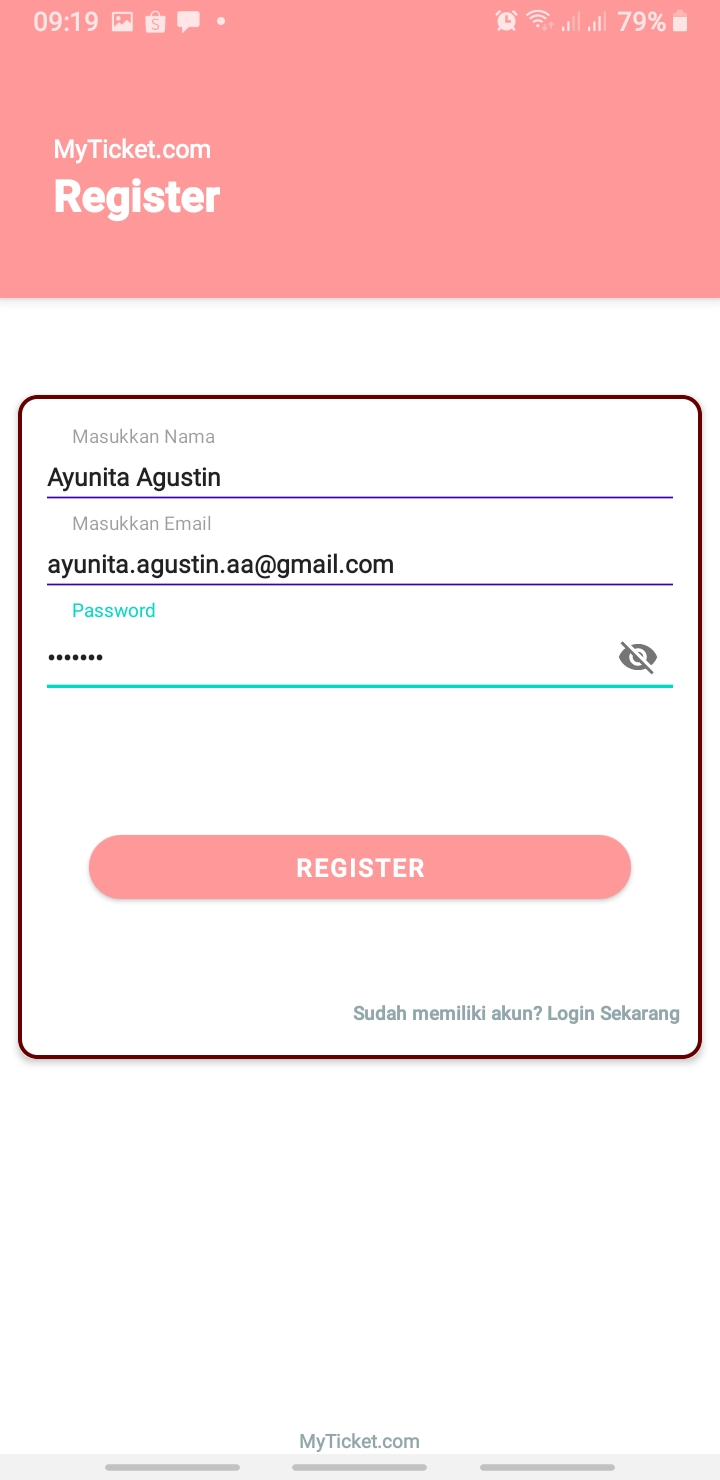 09:19
79%
MyTicket.com
Register
Masukkan Nama
Ayunita Agustin
Masukkan Email
ayunita.agustin.aa@gmail.com
Password
•••••••
REGISTER
Sudah memiliki akun? Login Sekarang
MyTicket.com